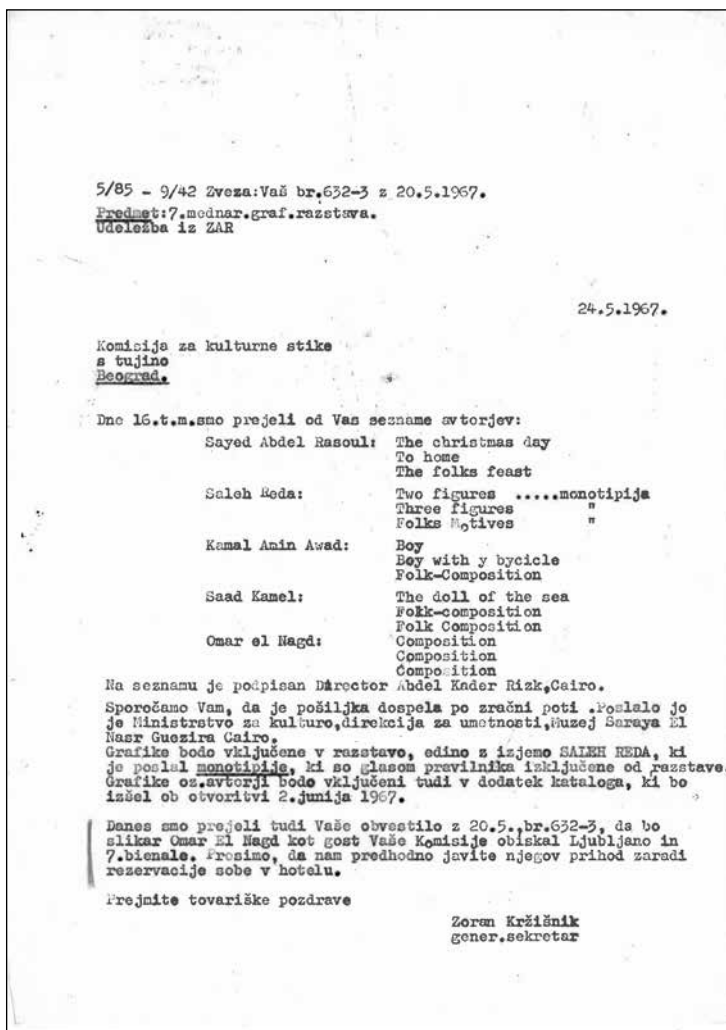 5/85 - 9/42 Zveza:Vaš br.632-3 z 20.5.1967.
Predmet:7.mednar.graf.razstava.
Udeležba iz ZAR
24.5.1967.
Komisija za kulturne stike
s tujino
Beograd.
Dne 16.t.m.smo prejeli od Vas sezname avtorjev:
Sayed Abdel Rasoul: The christmas day
To home
The folks feast
Saleh Reda: Two figures .....monotipija
Three figures "
Folks Motives "
Kamal Amin Awad: Boy
Boy with y bycicle
Folk-Composition
Saad Kamel: The doll of the sea
Fokk-composition
Folk Composition
Omar el Nagd: Composition
Composition
Composition
Na seznamu je podpisan Director Abdel Kader Rizk,Cairo.
Sporočamo Vam, da je pošiljka dospela po zračni poti .Poslalo jo
je Ministrstvo za kulturo,direkcija za umetnosti,Muzej Saraya El
Nasr Guezira Cairo.
Grafike bodo vključene v razstavo, edino z izjemo SALEH REDA, ki
je poslal monotipije, ki so glasom pravilnika izključene od razstave.
Grafike oz.avtorji bodo vključeni tudi v dodatek kataloga, ki bo
izšel ob otvoritvi 2.junija 1967.
Danes smo prejeli tudi Vaše obvestilo z 20.5.,br.632-3, da bo
slikar Omar El Nagd kot gost Vaše Komisije obiskal Ljubljano in
7.bienale. Prosimo, da nam predhodno javite njegov prihod zaradi
rezervacije sobe v hotelu.
Prejmite tovariške pozdrave
Zoran Kržišnik
gener.sekretar